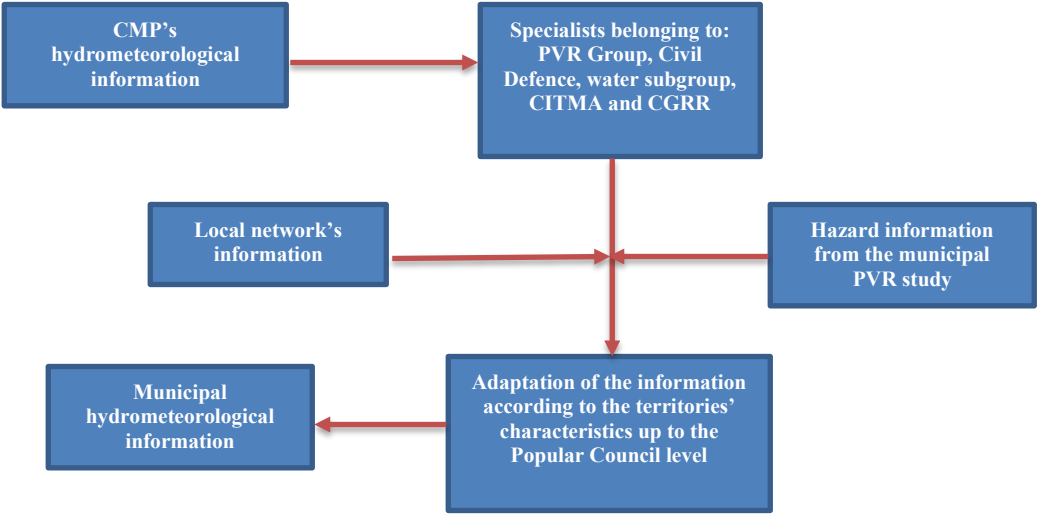 CMP's
hydrometeorological
information
Specialists belonging to:
PVR Group, Civil
Defence, water subgroup,
CITMA and CGRR
Local network's
information
Hazard information
from the municipal
PVR study
Municipal
hydrometeorological
information
Adaptation of the information
according to the territories'
characteristics up to the
Popular Council level